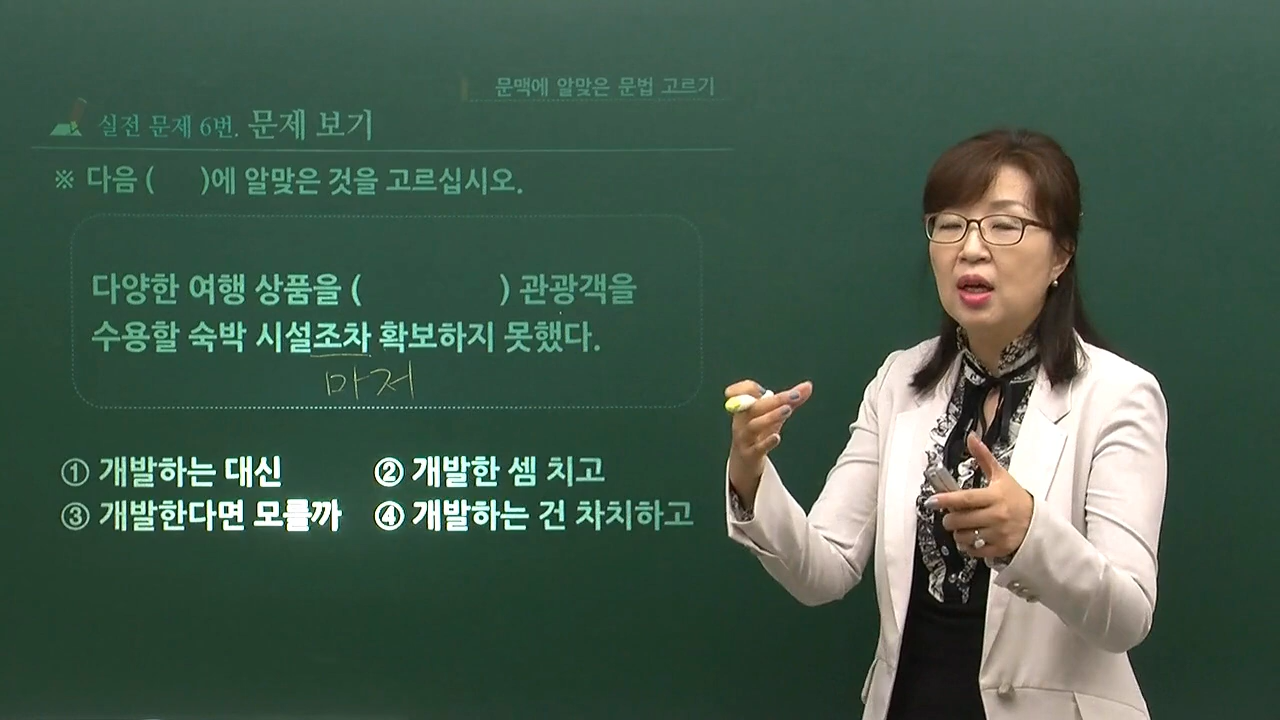 문맥에 알맞은 문법 고르기
실전 문제 6번. 문제 보기
※ 다음 ( )에 알맞은 것을 고르십시오.
다양한 여행 상품을 ( ) 관광객을
수용할 숙박 시설조차 확보하지 못했다.
마저
① 개발하는 대신 ② 개발한 셈 치고
③ 개발한다면 모를까 ④ 개발하는 건 차치하고